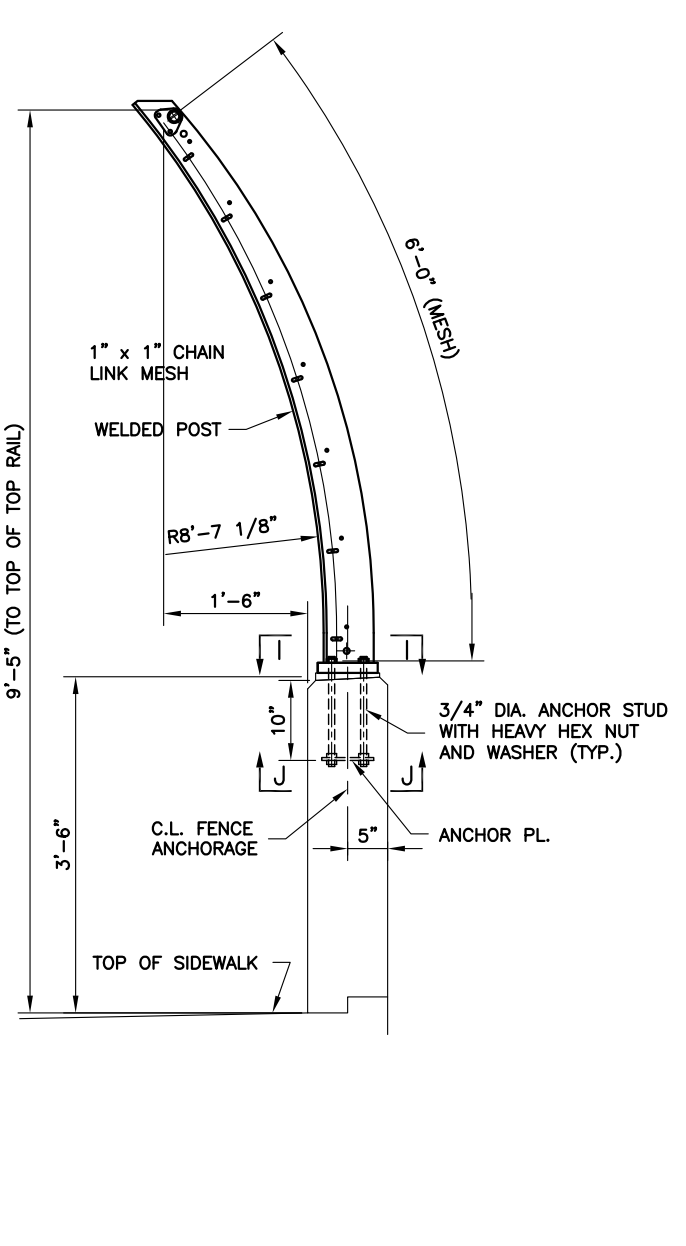 6'-0" (MESH)
1" x 1" CHAIN
LINK MESH
WELDED POST
9'-5" (TO TOP OF TOP RAIL)
R8'-7 1/8"
1'-6"
I I
10"
3/4" DIA. ANCHOR STUD
WITH HEAVY HEX NUT
AND WASHER (TYP.)
J J
C.L. FENCE
ANCHORAGE
5"
ANCHOR PL.
3'-6"
TOP OF SIDEWALK